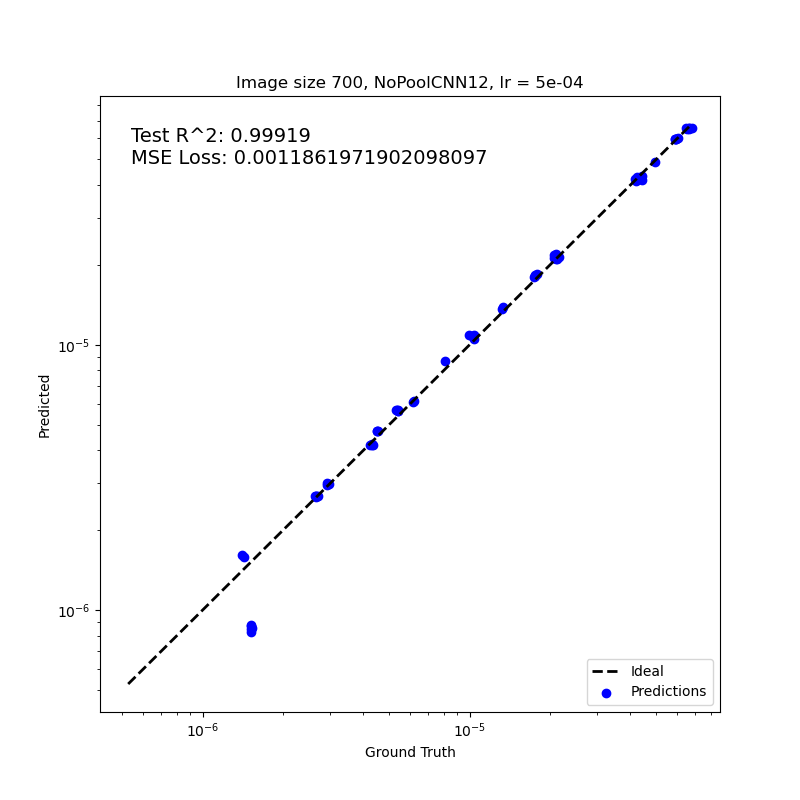 Image size 700, NoPoolCNN12, lr = 5e-04
Test R^2: 0.99919
MSE Loss: 0.0011861971902098097
Predicted
10⁻⁵
10⁻⁶
Ideal
Predictions
10⁻⁶
10⁻⁵
Ground Truth